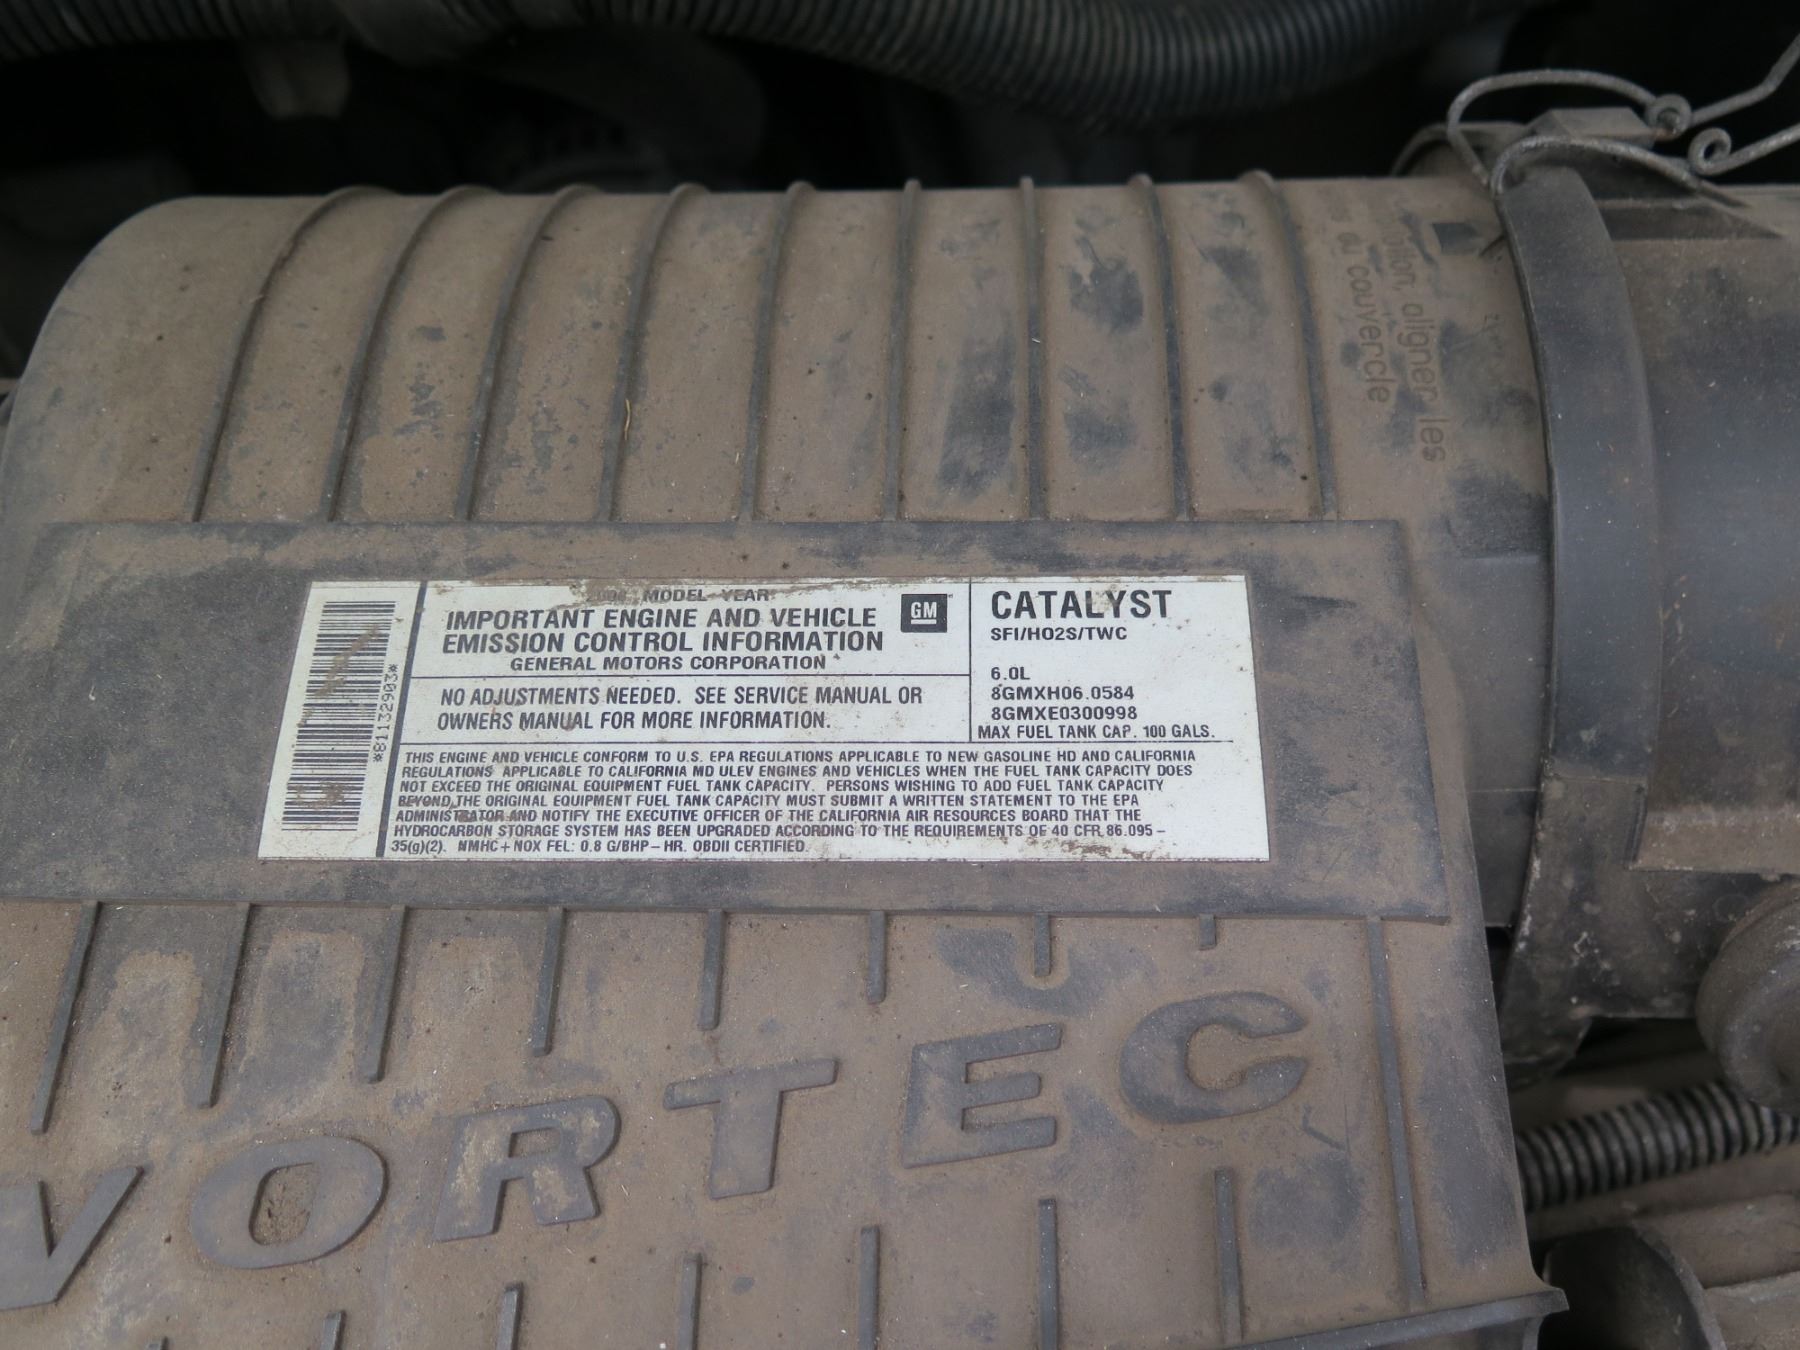 MODEL YEAR
IMPORTANT ENGINE AND VEHICLE
EMISSION CONTROL INFORMATION
GENERAL MOTORS CORPORATION
GM
NO ADJUSTMENTS NEEDED. SEE SERVICE MANUAL OR
OWNERS MANUAL FOR MORE INFORMATION.
CATALYST
SFI/HO2S/TWC
6.0L
8GMXH06.0584
8GMXE0300998
MAX FUEL TANK CAP. 100 GALS.
*81132903*
THIS ENGINE AND VEHICLE CONFORM TO U.S. EPA REGULATIONS APPLICABLE TO NEW GASOLINE HD AND CALIFORNIA
REGULATIONS APPLICABLE TO CALIFORNIA MD ULEV ENGINES AND VEHICLES WHEN THE FUEL TANK CAPACITY DOES
NOT EXCEED THE ORIGINAL EQUIPMENT FUEL TANK CAPACITY. PERSONS WISHING TO ADD FUEL TANK CAPACITY
BEYOND THE ORIGINAL EQUIPMENT FUEL TANK CAPACITY MUST SUBMIT A WRITTEN STATEMENT TO THE EPA
ADMINISTRATOR AND NOTIFY THE EXECUTIVE OFFICER OF THE CALIFORNIA AIR RESOURCES BOARD THAT THE
HYDROCARBON STORAGE SYSTEM HAS BEEN UPGRADED ACCORDING TO THE REQUIREMENTS OF 40 CFR 86.095-
35(g)(2). NMHC+NOX FEL: 0.8 G/BHP-HR. OBDII CERTIFIED.
aligner les
du couvercle
VORTEC